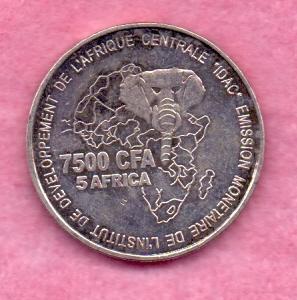 EMISSION MONETAIRE DE L'INSTITUT DE DEVELOPPEMENT DE L'AFRIQUE CENTRALE "IDAC"
7500 CFA
5 AFRICA